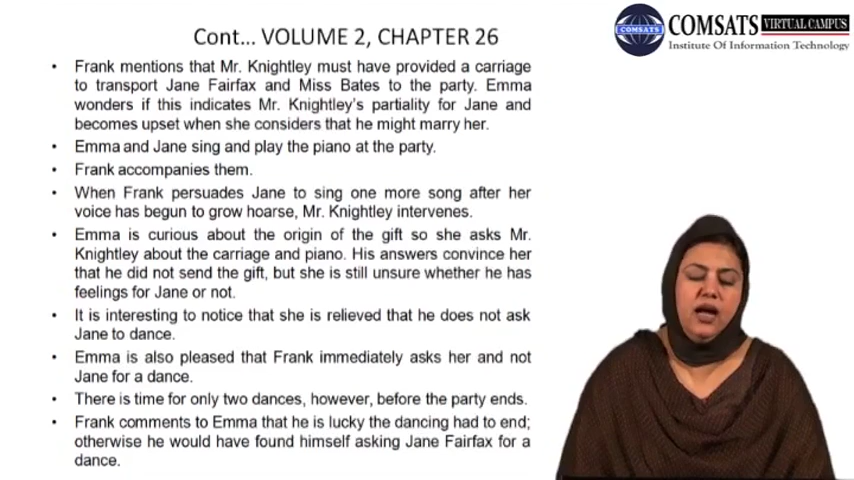 Cont... VOLUME 2, CHAPTER 26
COMSATS
COMSATS VIRTUAL CAMPUS
Institute Of Information Technology
• Frank mentions that Mr. Knightley must have provided a carriage
to transport Jane Fairfax and Miss Bates to the party. Emma
wonders if this indicates Mr. Knightley's partiality for Jane and
becomes upset when she considers that he might marry her.
• Emma and Jane sing and play the piano at the party.
• Frank accompanies them.
• When Frank persuades Jane to sing one more song after her
voice has begun to grow hoarse, Mr. Knightley intervenes.
• Emma is curious about the origin of the gift so she asks Mr.
Knightley about the carriage and piano. His answers convince her
that he did not send the gift, but she is still unsure whether he has
feelings for Jane or not.
• It is interesting to notice that she is relieved that he does not ask
Jane to dance.
• Emma is also pleased that Frank immediately asks her and not
Jane for a dance.
• There is time for only two dances, however, before the party ends.
• Frank comments to Emma that he is lucky the dancing had to end;
otherwise he would have found himself asking Jane Fairfax for a
dance.